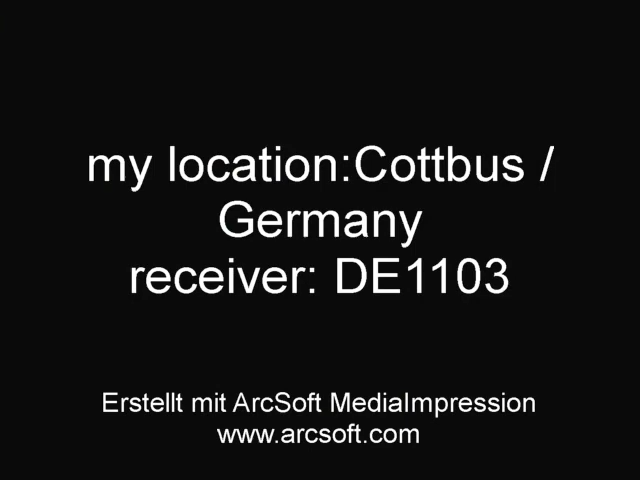 my location:Cottbus /
Germany
receiver: DE1103
Erstellt mit ArcSoft MediaImpression
www.arcsoft.com